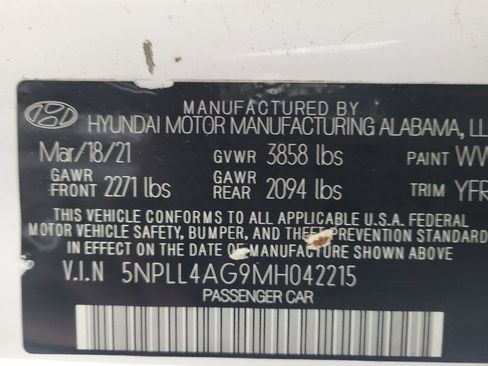 MANUFACTURED BY
HYUNDAI MOTOR MANUFACTURING ALABAMA, LL
Mar/18/21 GVWR 3858 lbs PAINT WW
GAWR FRONT 2271 lbs GAWR REAR 2094 lbs TRIM YFR
THIS VEHICLE CONFORMS TO ALL APPLICABLE U.S.A. FEDERAL
MOTOR VEHICLE SAFETY, BUMPER, AND THEFT PREVENTION STANDARD
IN EFFECT ON THE DATE OF MANUFACTURE SHOWN ABOVE.
V.I.N 5NPLL4AG9MH042215
PASSENGER CAR